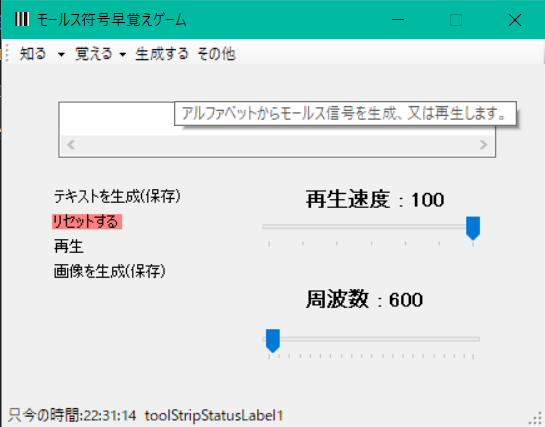 モールス符号早覚えゲーム
知る 覚える 生成する その他
アルファベットからモールス信号を生成、又は再生します。
テキストを生成(保存)
リセットする
再生
画像を生成(保存)
再生速度 : 100
周波数 : 600
只今の時間:22:31:14 toolStripStatusLabel1